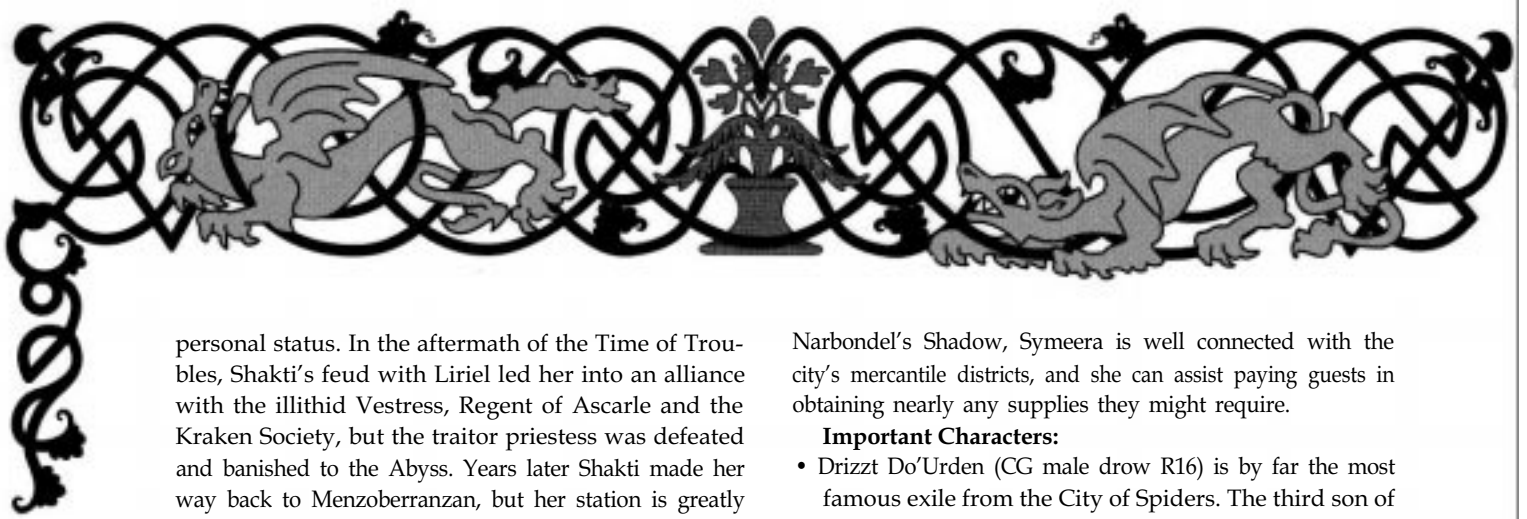 personal status. In the aftermath of the Time of Trou-
bles, Shakti's feud with Liriel led her into an alliance
with the illithid Vestress, Regent of Ascarle and the
Kraken Society, but the traitor priestess was defeated
and banished to the Abyss. Years later Shakti made her
way back to Menzoberranzan, but her station is greatly
Narbondel's Shadow, Symeera is well connected with the
city's mercantile districts, and she can assist paying guests in
obtaining nearly any supplies they might require.
Important Characters:
• Drizzt Do'Urden (CG male drow R16) is by far the most
famous exile from the City of Spiders. The third son of